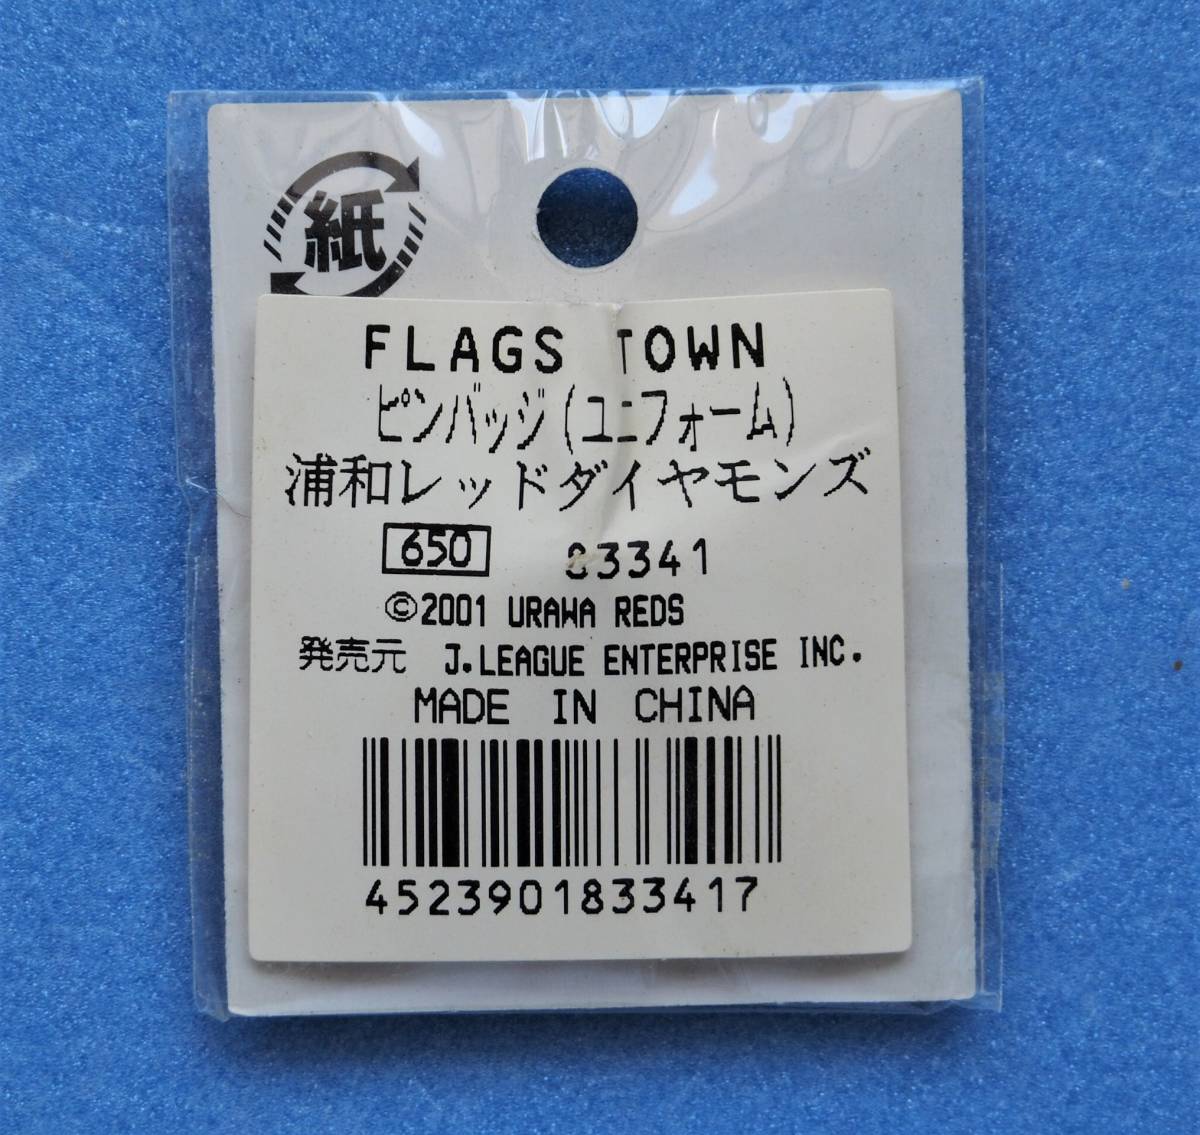 紙
FLAGS TOWN
ピンバッジ(ユニフォーム)
浦和レッドダイヤモンズ
650 83341
©2001 URAWA REDS
発売元 J.LEAGUE ENTERPRISE INC.
MADE IN CHINA
4523901833417